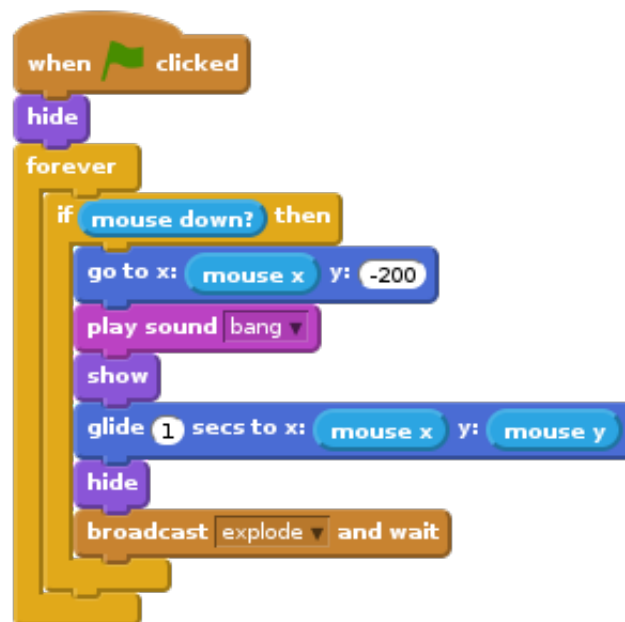 when clicked
hide
forever
if mouse down? then
go to x: mouse x y: -200
play sound bang
show
glide 1 secs to x: mouse x y: mouse y
hide
broadcast explode and wait